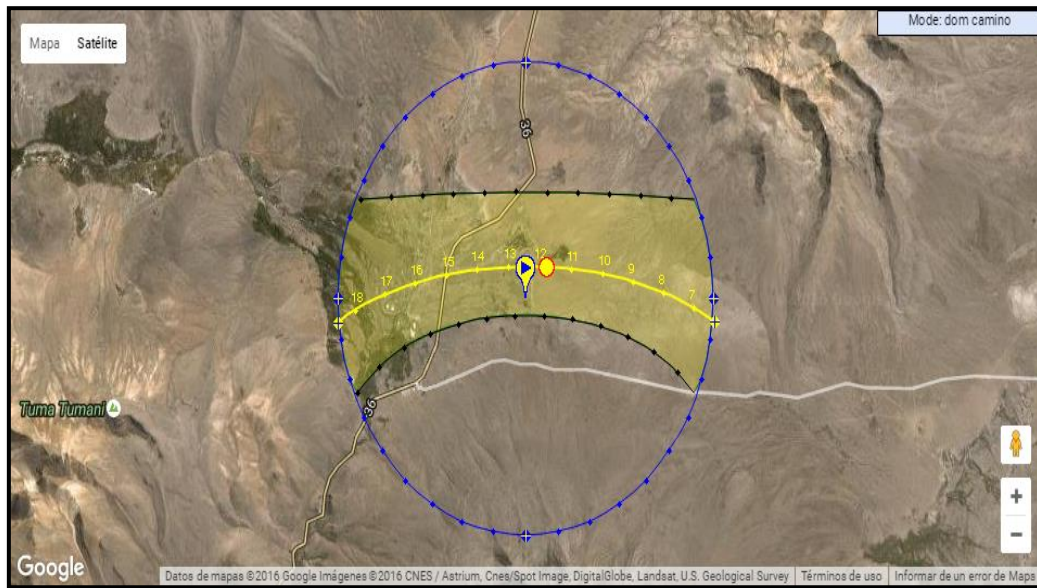 Mode: dom camino
Mapa Satélite
36
18 17 16 15 14 13 12 11 10 9 8 7
Tuma Tumani
36
Google
Datos de mapas ©2016 Google Imágenes ©2016 CNES / Astrium, Cnes/Spot Image, DigitalGlobe, Landsat, U.S. Geological Survey Términos de uso Informar de un error de Maps